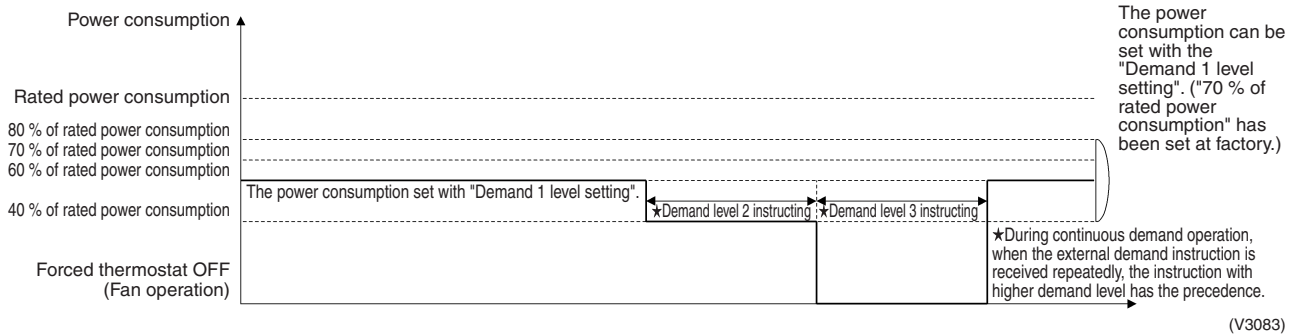 Power consumption
The power
consumption can be
set with the
"Demand 1 level
setting". ("70 % of
rated power
consumption" has
been set at factory.)
Rated power consumption
80 % of rated power consumption
70 % of rated power consumption
60 % of rated power consumption
The power consumption set with "Demand 1 level setting".
40 % of rated power consumption
★Demand level 2 instructing
★Demand level 3 instructing
★During continuous demand operation,
when the external demand instruction is
received repeatedly, the instruction with
higher demand level has the precedence.
Forced thermostat OFF
(Fan operation)
(V3083)